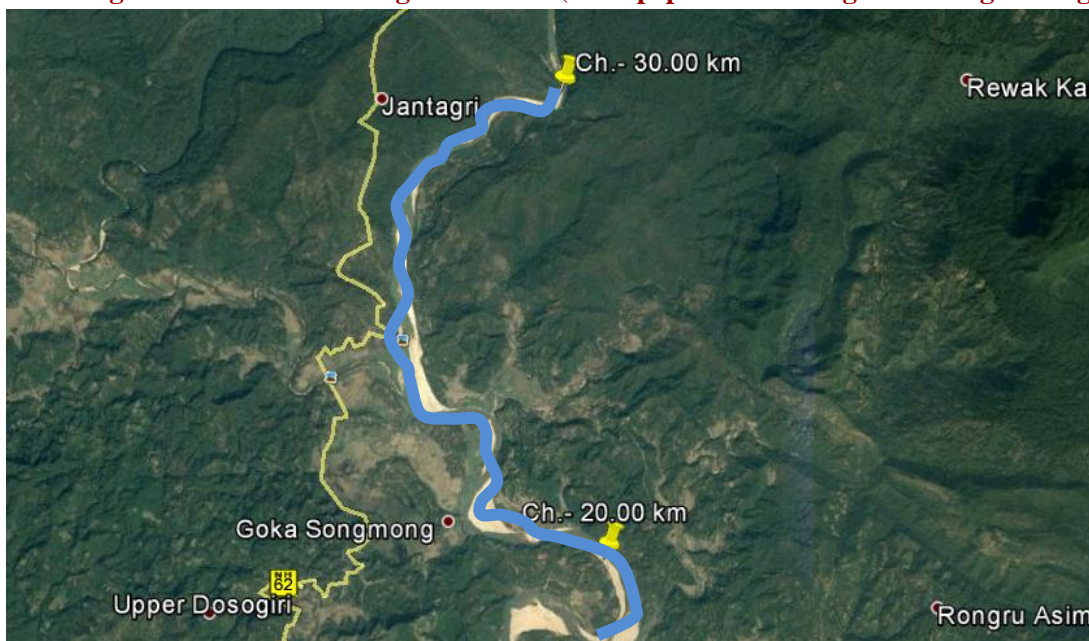 Ch.- 30.00 km
Jantagri
Rewak Ka
Ch.- 20.00 km
Goka Songmong
62
Upper Dosogiri
Rongru Asim